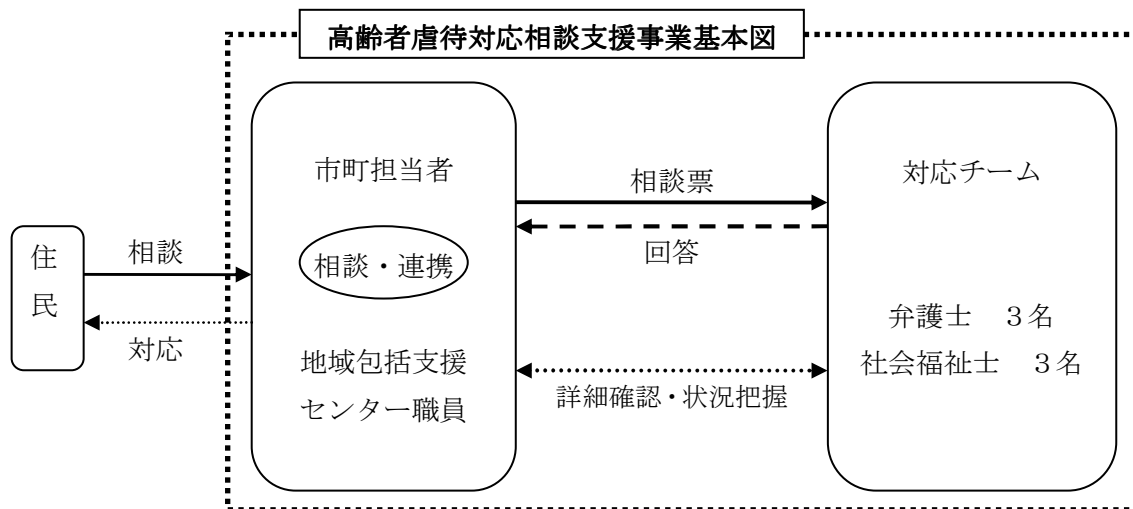 高齢者虐待対応相談支援事業基本図
住
民
相談
対応
市町担当者
相談・連携
地域包括支援
センター職員
相談票
回答
詳細確認・状況把握
対応チーム
弁護士　３名
社会福祉士　３名